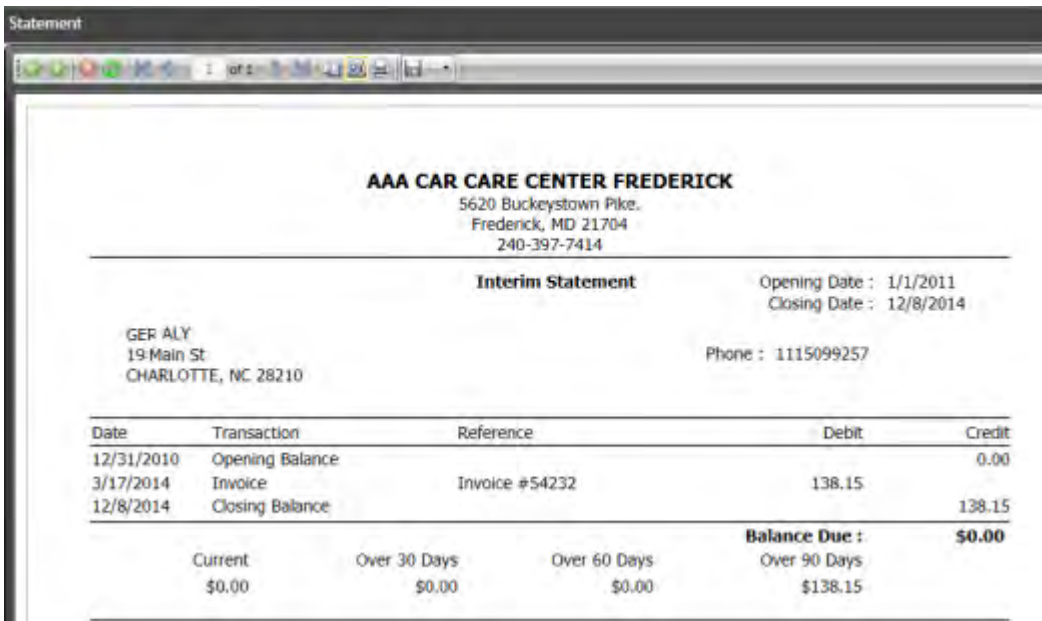 Statement
1 of 1
AAA CAR CARE CENTER FREDERICK
5620 Buckeystown Pike.
Frederick, MD 21704
240-397-7414
Interim Statement
Opening Date : 1/1/2011
Closing Date : 12/8/2014
GER ALY
19 Main St
CHARLOTTE, NC 28210
Phone : 1115099257
Date Transaction Reference Debit Credit
12/31/2010 Opening Balance 0.00
3/17/2014 Invoice Invoice #54232 138.15
12/8/2014 Closing Balance 138.15
Balance Due : $0.00
Current Over 30 Days Over 60 Days Over 90 Days
$0.00 $0.00 $0.00 $138.15